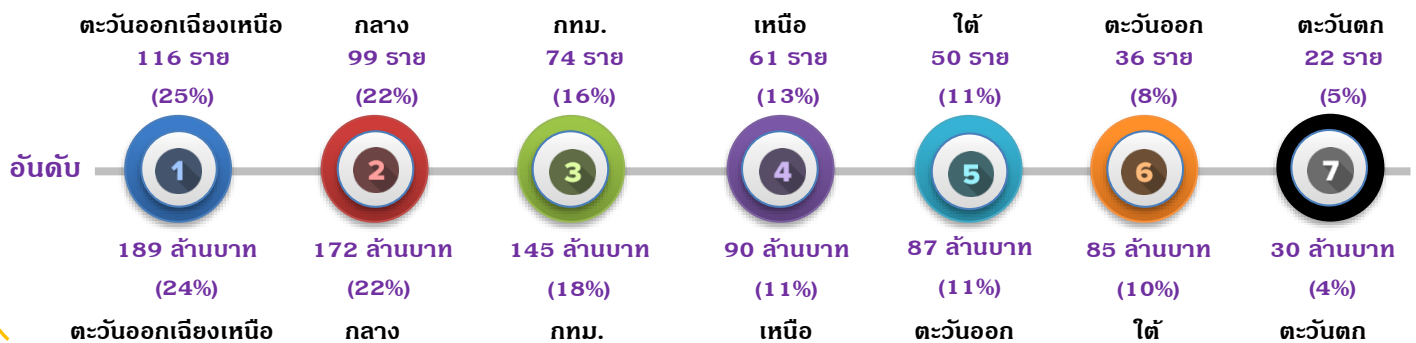 ตะวันออกเฉียงเหนือ กลาง กทม. เหนือ ใต้ ตะวันออก ตะวันตก
116 ราย 99 ราย 74 ราย 61 ราย 50 ราย 36 ราย 22 ราย
(25%) (22%) (16%) (13%) (11%) (8%) (5%)
อันดับ 1 2 3 4 5 6 7
189 ล้านบาท 172 ล้านบาท 145 ล้านบาท 90 ล้านบาท 87 ล้านบาท 85 ล้านบาท 30 ล้านบาท
(24%) (22%) (18%) (11%) (11%) (10%) (4%)
ตะวันออกเฉียงเหนือ กลาง กทม. เหนือ ตะวันออก ใต้ ตะวันตก